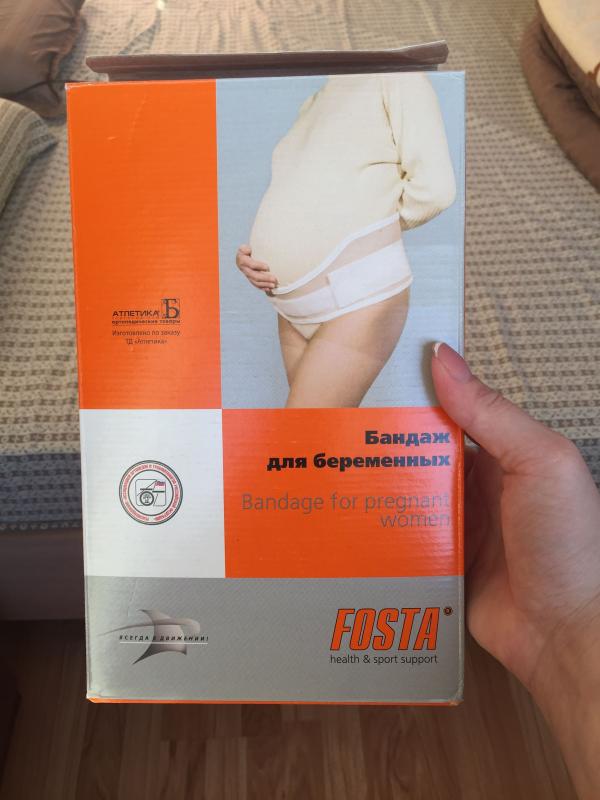 АТЛЕТИКА Б
ортопедические товары
Изготовлено по заказу
ТД «Атлетика»
Бандаж
для беременных
Bandage for pregnant
women
ВСЕГДА В ДВИЖЕНИИ!
FOSTA®
health & sport support